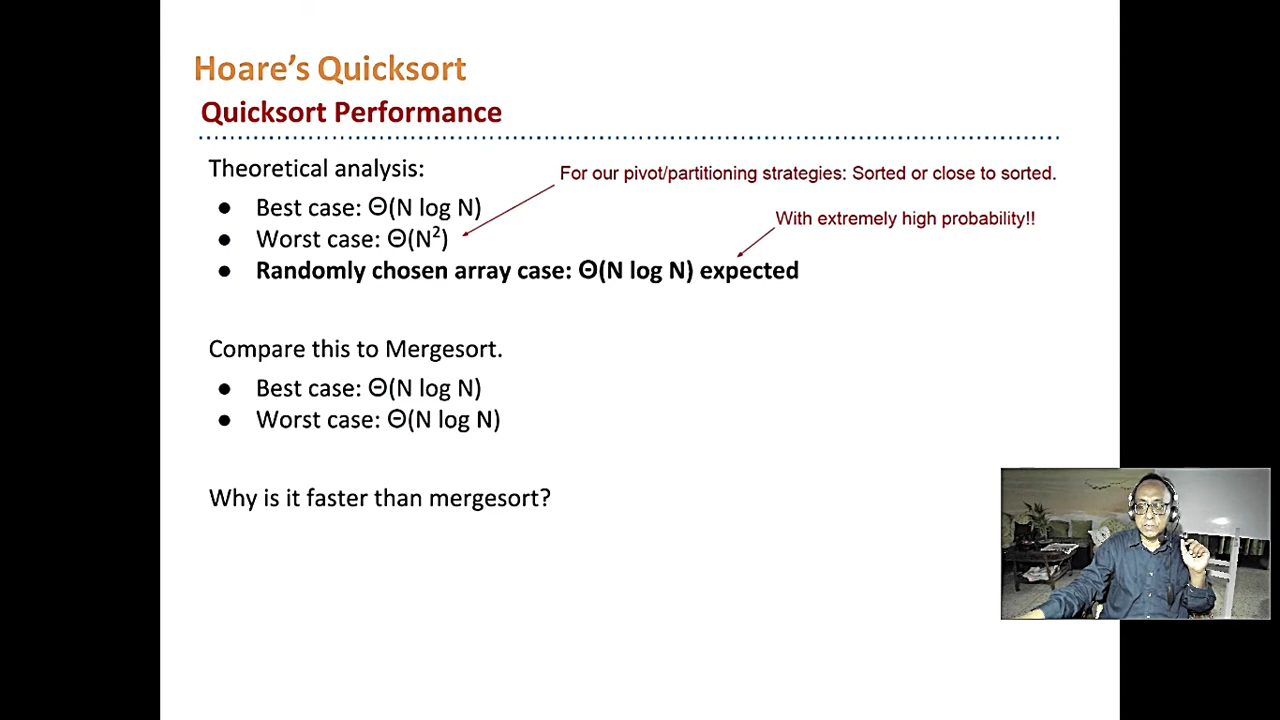 Hoare's Quicksort
Quicksort Performance
Theoretical analysis:
For our pivot/partitioning strategies: Sorted or close to sorted.
● Best case: Θ(N log N)
With extremely high probability!!
● Worst case: Θ(N²)
● Randomly chosen array case: Θ(N log N) expected
Compare this to Mergesort.
● Best case: Θ(N log N)
● Worst case: Θ(N log N)
Why is it faster than mergesort?